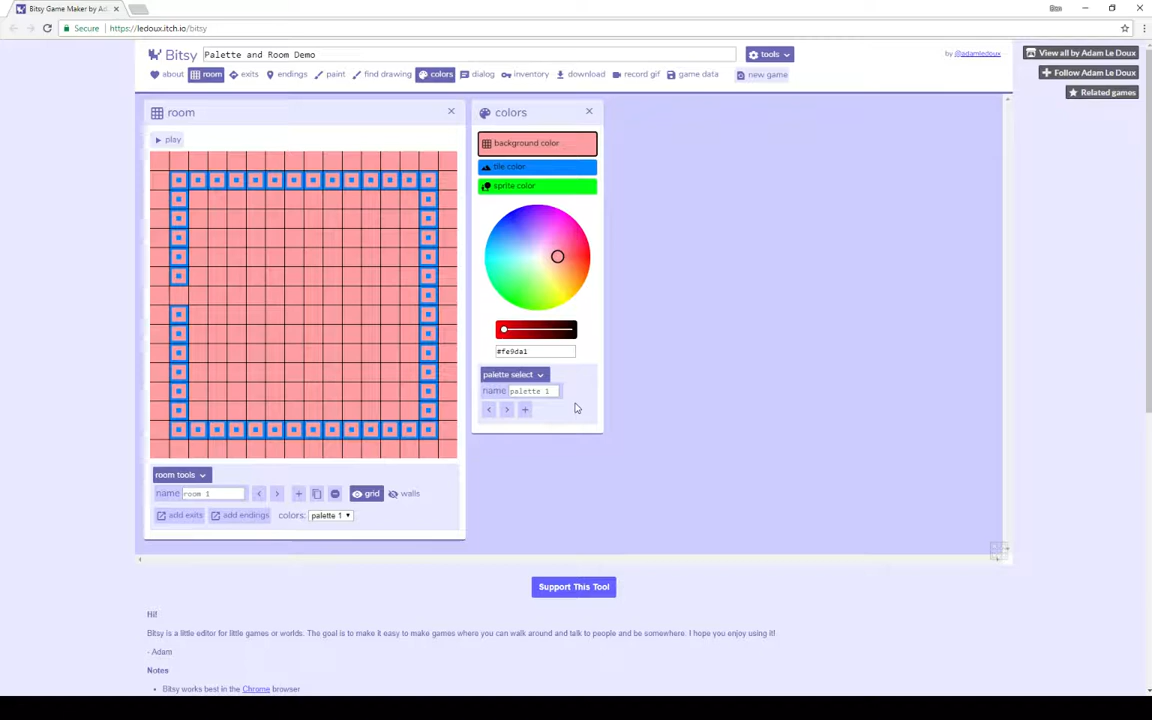 Bitsy Game Maker by Ad
Secure https://ledoux.itch.io/bitsy
Bitsy Palette and Room Demo tools by @adamledoux
about room exits endings paint find drawing colors dialog inventory download record gif game data new game
View all by Adam Le Doux
Follow Adam Le Doux
Related games
room
play
room tools
name room 1 grid walls
add exits add endings colors: palette 1
colors
background color
tile color
sprite color
#fe9da1
palette select
name palette 1
Support This Tool
Hi!
Bitsy is a little editor for little games or worlds. The goal is to make it easy to make games where you can walk around and talk to people and be somewhere. I hope you enjoy using it!
- Adam
Notes
• Bitsy works best in the Chrome browser